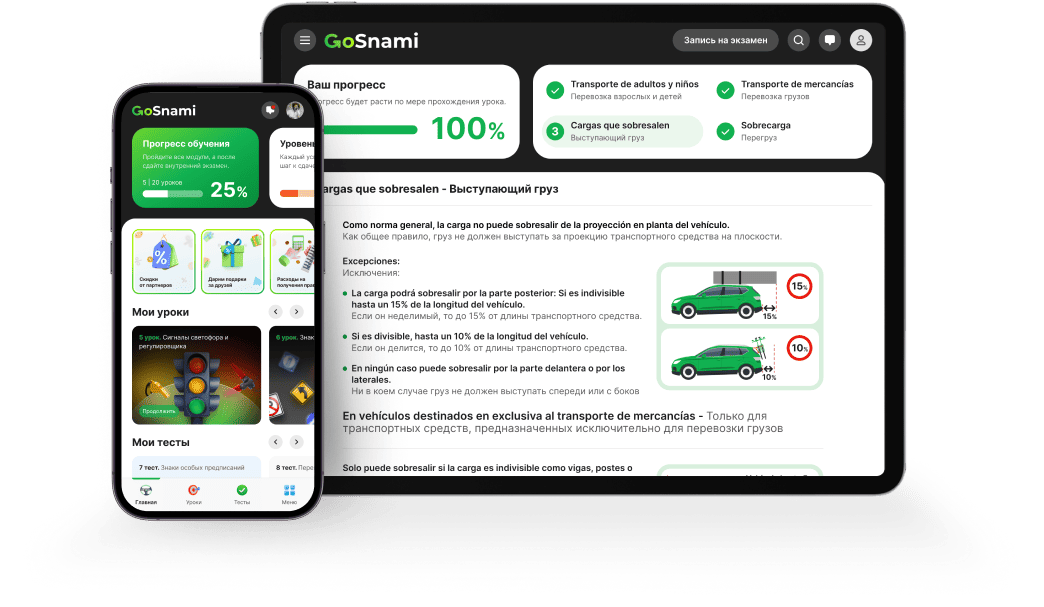 GoSnami
Запись на экзамен
Ваш прогресс
прогресс будет расти по мере прохождения урока.
100%
Transporte de adultos y niños
Перевозка взрослых и детей
Transporte de mercancías
Перевозка грузов
3
Cargas que sobresalen
Выступающий груз
Sobrecarga
Перегруз
argas que sobresalen - Выступающий груз
Como norma general, la carga no puede sobresalir de la proyección en planta del vehículo.
Как общее правило, груз не должен выступать за проекцию транспортного средства на плоскости.
Excepciones:
Исключения:
La carga podrá sobresalir por la parte posterior: Si es indivisible
hasta un 15% de la longitud del vehículo.
Если он неделимый, то до 15% от длины транспортного средства.
Si es divisible, hasta un 10% de la longitud del vehículo.
Если он делится, то до 10% от длины транспортного средства.
En ningún caso puede sobresalir por la parte delantera o por los
laterales.
Ни в коем случае груз не должен выступать спереди или с боков
15%
15%
10%
10%
En vehículos destinados en exclusiva al transporte de mercancías - Только для
транспортных средств, предназначенных исключительно для перевозки грузов
Solo puede sobresalir si la carga es indivisible como vigas, postes o
GoSnami
Прогресс обучения
Пройдите все модули, а после
сдайте внутренний экзамен.
5 | 20 уроков
25%
Уровень
Каждый ус
шаг к сдач
Скидки
от партнеров
Дарим подарки
за друзей
Расходы на
получения прав
Мои уроки
5 урок. Сигналы светофора и
регулировщика
Продолжить
6 урок. Знак
Мои тесты
7 тест. Знаки особых предписаний
8 тест. Пере
Главная
Уроки
Тесты
Меню